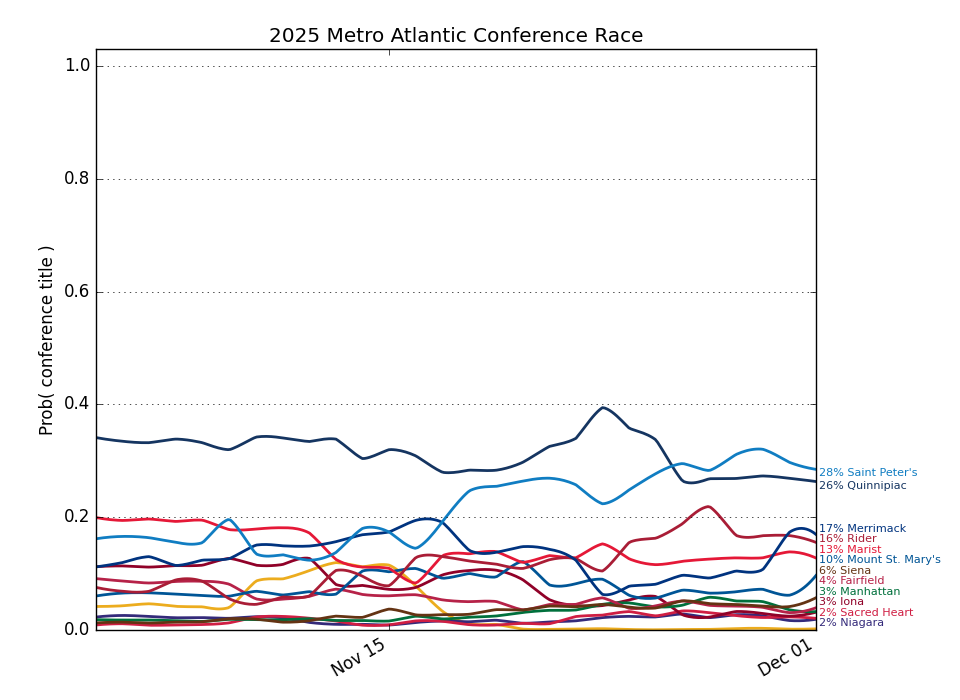 2025 Metro Atlantic Conference Race
1.0
0.8
0.6
0.4
0.2
0.0
Prob( conference title )
Nov 15
Dec 01
28% Saint Peter's
26% Quinnipiac
17% Merrimack
16% Rider
13% Marist
10% Mount St. Mary's
6% Siena
4% Fairfield
3% Manhattan
3% Iona
2% Sacred Heart
2% Niagara